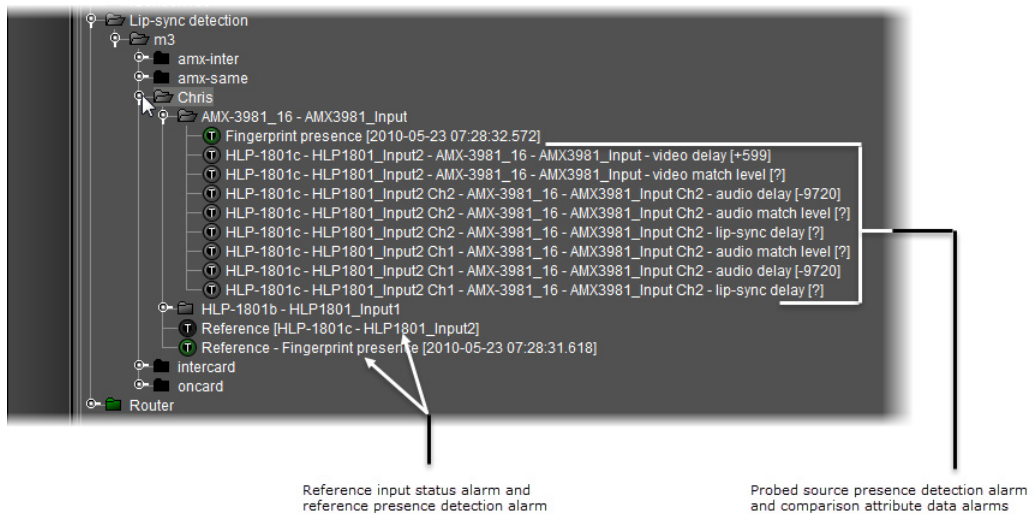 Lip-sync detection
m3
amx-inter
amx-same
Chris
AMX-3981_16 - AMX3981_Input
Fingerprint presence [2010-05-23 07:28:32.572]
HLP-1801c - HLP1801_Input2 - AMX-3981_16 - AMX3981_Input - video delay [+599]
HLP-1801c - HLP1801_Input2 - AMX-3981_16 - AMX3981_Input - video match level [?]
HLP-1801c - HLP1801_Input2 Ch2 - AMX-3981_16 - AMX3981_Input Ch2 - audio delay [-9720]
HLP-1801c - HLP1801_Input2 Ch2 - AMX-3981_16 - AMX3981_Input Ch2 - audio match level [?]
HLP-1801c - HLP1801_Input2 Ch2 - AMX-3981_16 - AMX3981_Input Ch2 - lip-sync delay [?]
HLP-1801c - HLP1801_Input2 Ch1 - AMX-3981_16 - AMX3981_Input Ch2 - audio match level [?]
HLP-1801c - HLP1801_Input2 Ch1 - AMX-3981_16 - AMX3981_Input Ch2 - audio delay [-9720]
HLP-1801c - HLP1801_Input2 Ch1 - AMX-3981_16 - AMX3981_Input Ch2 - lip-sync delay [?]
HLP-1801b - HLP1801_Input1
Reference [HLP-1801c - HLP1801_Input2]
Reference - Fingerprint presence [2010-05-23 07:28:31.618]
intercard
oncard
Router
Reference input status alarm and
reference presence detection alarm
Probed source presence detection alarm
and comparison attribute data alarms